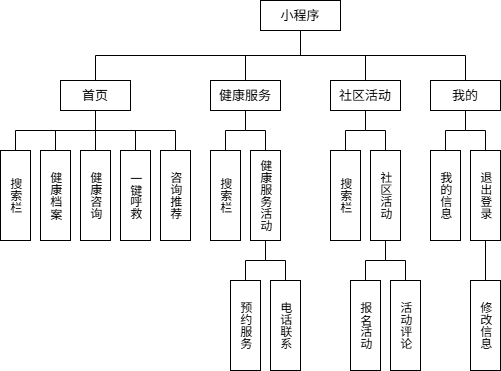 小程序
首页
健康服务
社区活动
我的
搜索栏
健康档案
健康咨询
一键呼救
咨询推荐
搜索栏
健康服务活动
搜索栏
社区活动
我的信息
退出登录
预约服务
电话联系
报名活动
活动评论
修改信息